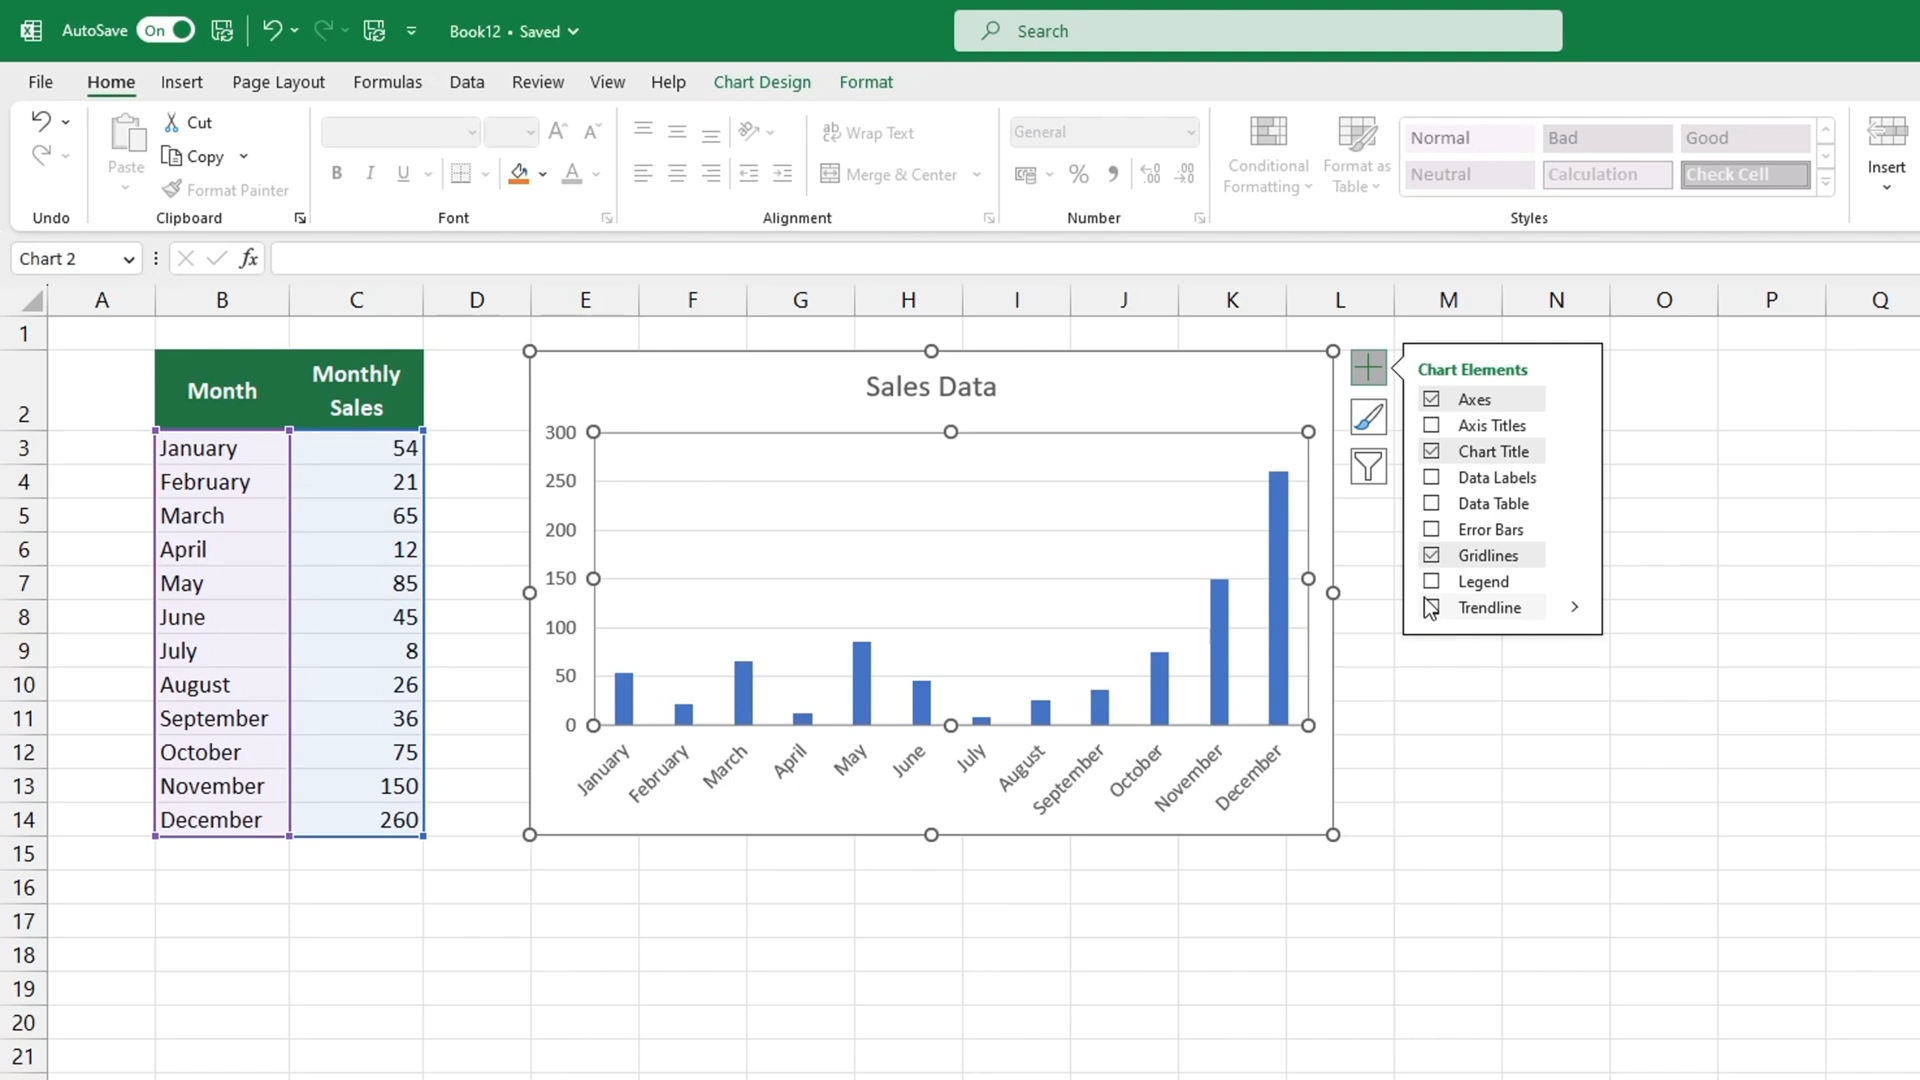 AutoSave On Book12 • Saved Search
File Home Insert Page Layout Formulas Data Review View Help Chart Design Format
Paste
Cut
Copy
Format Painter
B I U A
ab Wrap Text
Merge & Center
General
%
Conditional Formatting
Format as Table
Normal Bad Good
Neutral Calculation Check Cell
Insert
Undo Clipboard Font Alignment Number Styles
Chart 2 fx
A B C D E F G H I J K L M N O P Q
1
2 Month Monthly Sales
3 January 54
4 February 21
5 March 65
6 April 12
7 May 85
8 June 45
9 July 8
10 August 26
11 September 36
12 October 75
13 November 150
14 December 260
15
16
17
18
19
20
21
Sales Data
300
250
200
150
100
50
0
January February March April May June July August September October November December
Chart Elements
Axes
Axis Titles
Chart Title
Data Labels
Data Table
Error Bars
Gridlines
Legend
Trendline